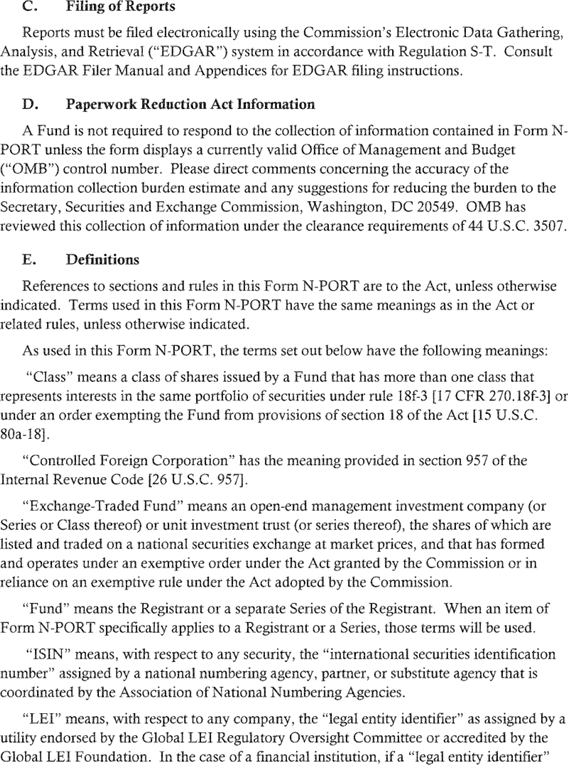 C. Filing of Reports
Reports must be filed electronically using the Commission's Electronic Data Gathering,
Analysis, and Retrieval (“EDGAR”) system in accordance with Regulation S-T. Consult
the EDGAR Filer Manual and Appendices for EDGAR filing instructions.
D. Paperwork Reduction Act Information
A Fund is not required to respond to the collection of information contained in Form N-
PORT unless the form displays a currently valid Office of Management and Budget
(“OMB”) control number. Please direct comments concerning the accuracy of the
information collection burden estimate and any suggestions for reducing the burden to the
Secretary, Securities and Exchange Commission, Washington, DC 20549. OMB has
reviewed this collection of information under the clearance requirements of 44 U.S.C. 3507.
E. Definitions
References to sections and rules in this Form N-PORT are to the Act, unless otherwise
indicated. Terms used in this Form N-PORT have the same meanings as in the Act or
related rules, unless otherwise indicated.
As used in this Form N-PORT, the terms set out below have the following meanings:
“Class” means a class of shares issued by a Fund that has more than one class that
represents interests in the same portfolio of securities under rule 18f-3 [17 CFR 270.18f-3] or
under an order exempting the Fund from provisions of section 18 of the Act [15 U.S.C.
80a-18].
“Controlled Foreign Corporation” has the meaning provided in section 957 of the
Internal Revenue Code [26 U.S.C. 957].
“Exchange-Traded Fund” means an open-end management investment company (or
Series or Class thereof) or unit investment trust (or series thereof), the shares of which are
listed and traded on a national securities exchange at market prices, and that has formed
and operates under an exemptive order under the Act granted by the Commission or in
reliance on an exemptive rule under the Act adopted by the Commission.
“Fund” means the Registrant or a separate Series of the Registrant. When an item of
Form N-PORT specifically applies to a Registrant or a Series, those terms will be used.
“ISIN” means, with respect to any security, the “international securities identification
number” assigned by a national numbering agency, partner, or substitute agency that is
coordinated by the Association of National Numbering Agencies.
“LEI” means, with respect to any company, the “legal entity identifier” as assigned by a
utility endorsed by the Global LEI Regulatory Oversight Committee or accredited by the
Global LEI Foundation. In the case of a financial institution, if a “legal entity identifier”